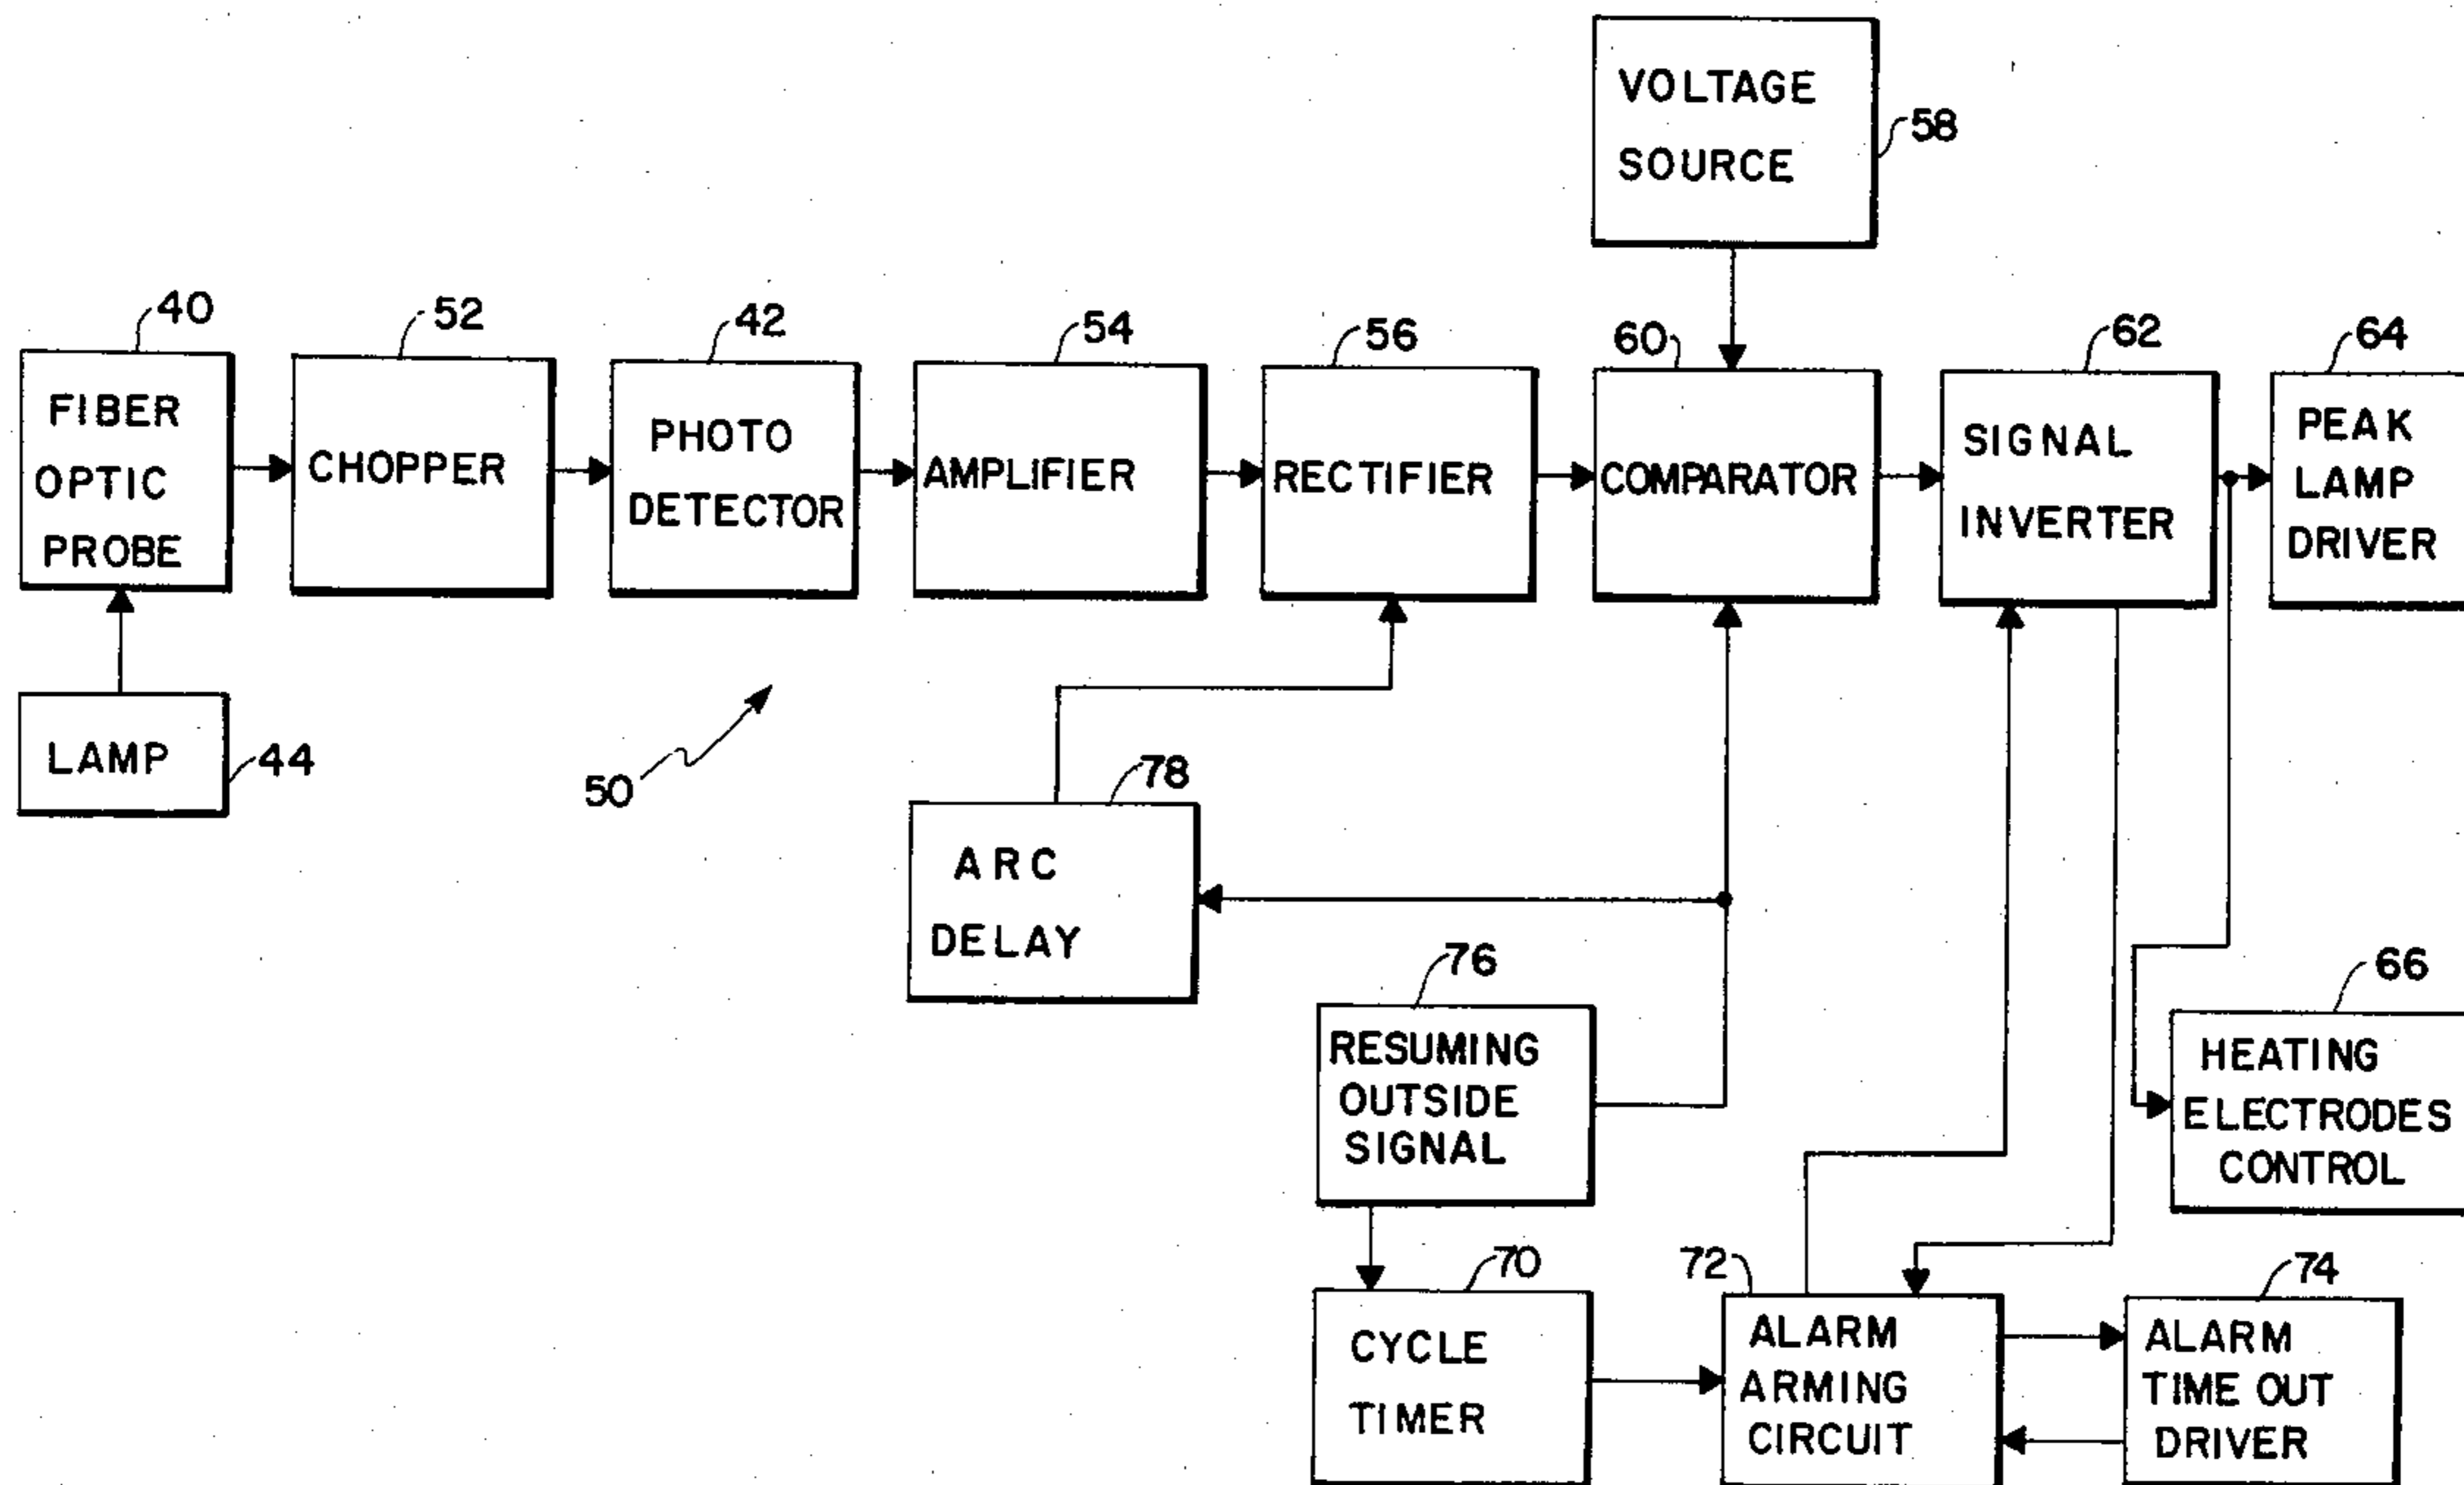 VOLTAGE
SOURCE
58
40
FIBER
OPTIC
PROBE
52
CHOPPER
42
PHOTO
DETECTOR
54
AMPLIFIER
56
RECTIFIER
60
COMPARATOR
62
SIGNAL
INVERTER
64
PEAK
LAMP
DRIVER
LAMP
44
50
78
ARC
DELAY
76
RESUMING
OUTSIDE
SIGNAL
66
HEATING
ELECTRODES
CONTROL
70
CYCLE
TIMER
72
ALARM
ARMING
CIRCUIT
74
ALARM
TIME OUT
DRIVER